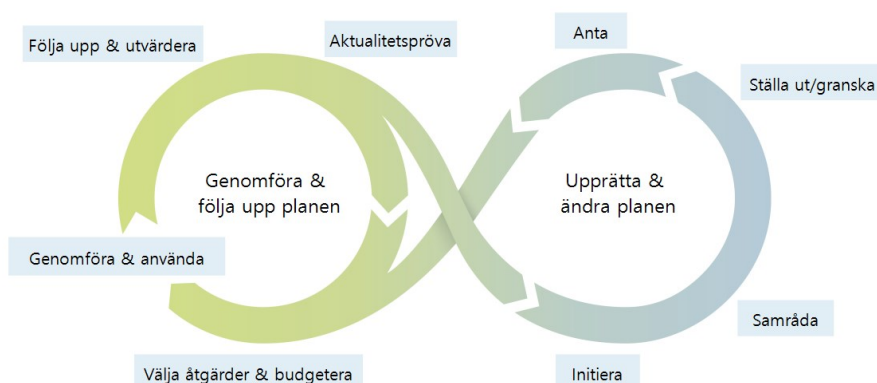 Följa upp & utvärdera
Aktualitetspröva
Anta
Ställa ut/granska
Genomföra &
följa upp planen
Upprätta &
ändra planen
Genomföra & använda
Samråda
Välja åtgärder & budgetera
Initiera